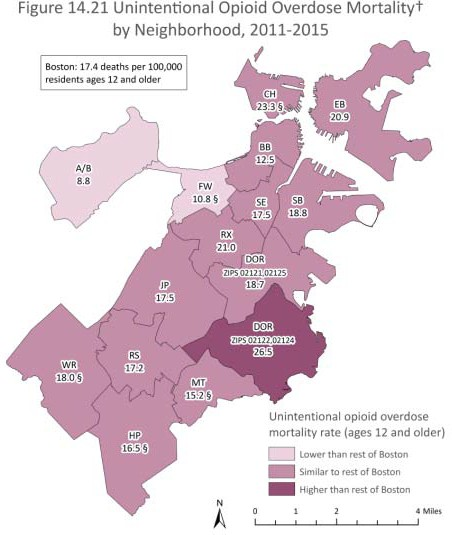 Figure 14.21 Unintentional Opioid Overdose Mortality†
by Neighborhood, 2011-2015
Boston: 17.4 deaths per 100,000
residents ages 12 and older
CH
23.3 §
EB
20.9
BB
12.5
A/B
8.8
FW
10.8 §
SE
17.5
SB
18.8
RX
21.0
DOR
ZIPS 02121,02125
18.7
JP
17.5
DOR
ZIPS 02122,02124
26.5
WR
18.0 §
RS
17.2
MT
15.2 §
HP
16.5 §
Unintentional opioid overdose
mortality rate (ages 12 and older)
Lower than rest of Boston
Similar to rest of Boston
Higher than rest of Boston
N
0 1 2 4 Miles